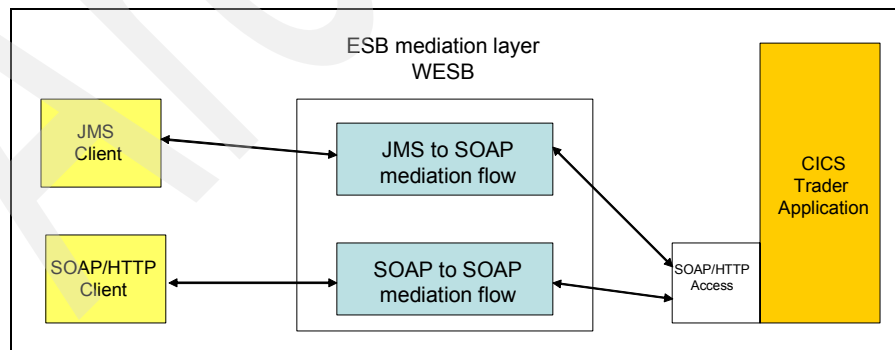 ESB mediation layer
WESB
JMS
Client
JMS to SOAP
mediation flow
CICS
Trader
Application
SOAP/HTTP
Client
SOAP to SOAP
mediation flow
SOAP/HTTP
Access